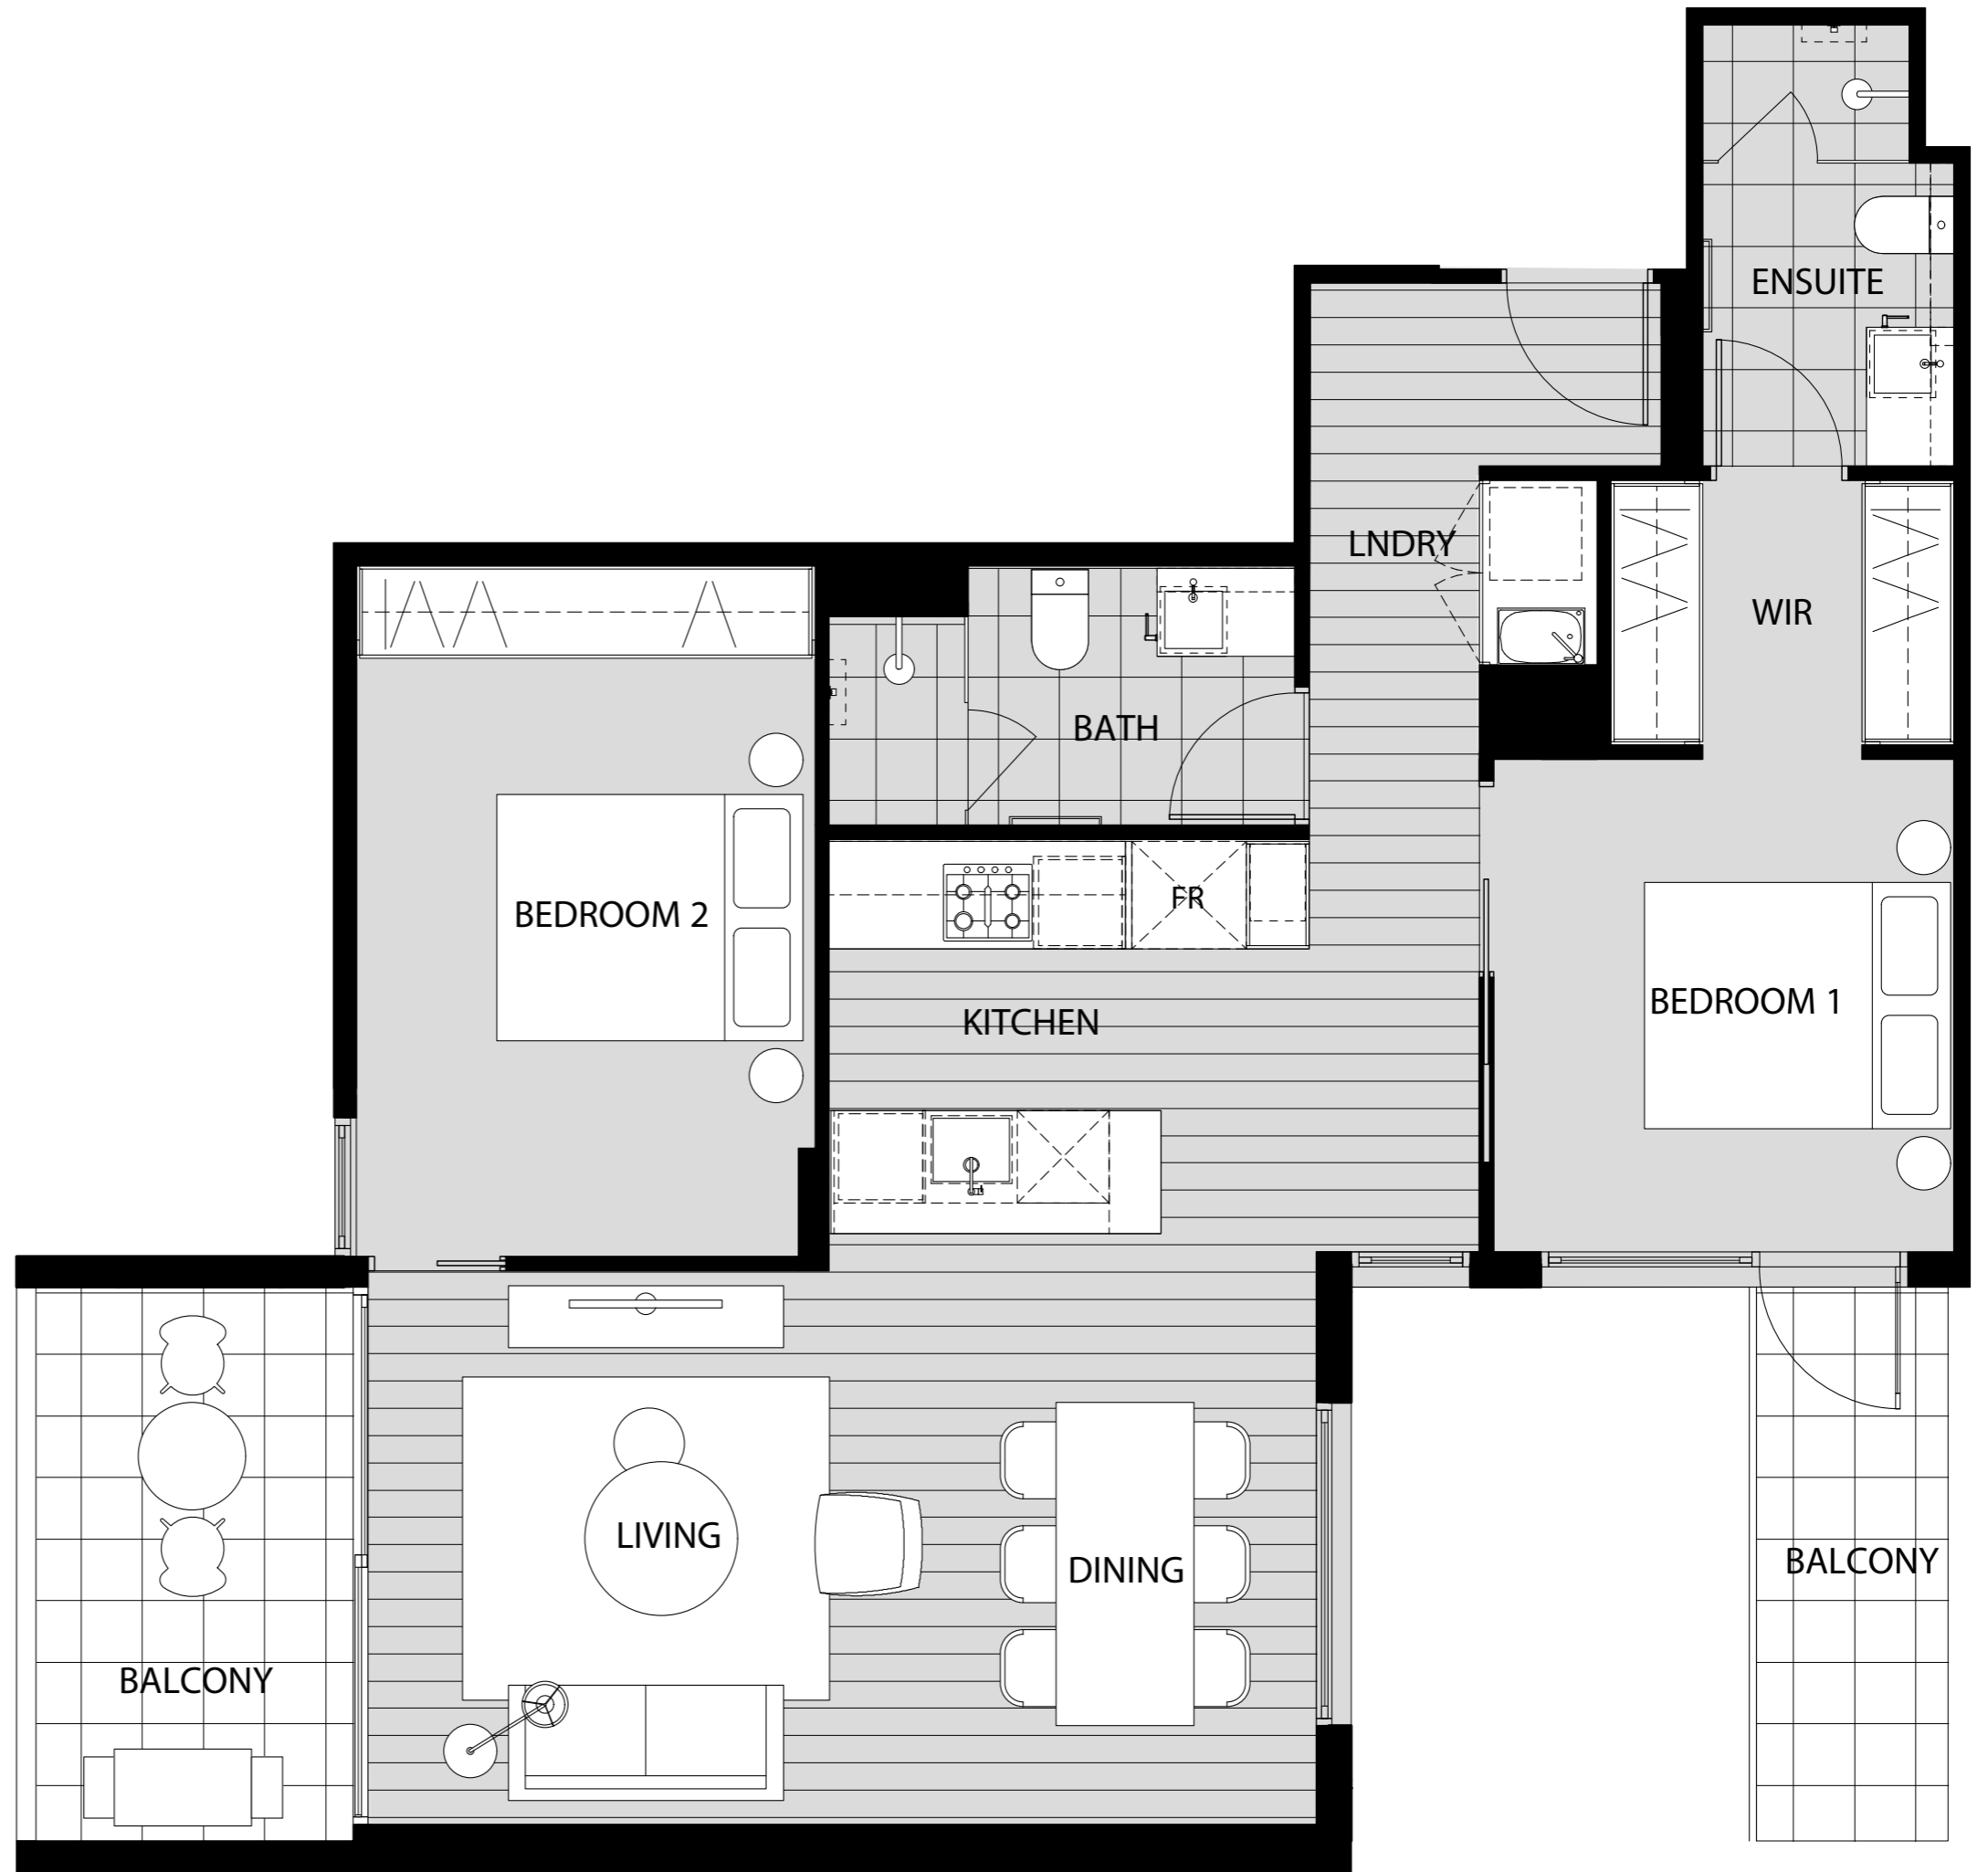 ENSUITE
LNDRY
WIR
BATH
FR
BEDROOM 2
BEDROOM 1
KITCHEN
LIVING
DINING
BALCONY
BALCONY